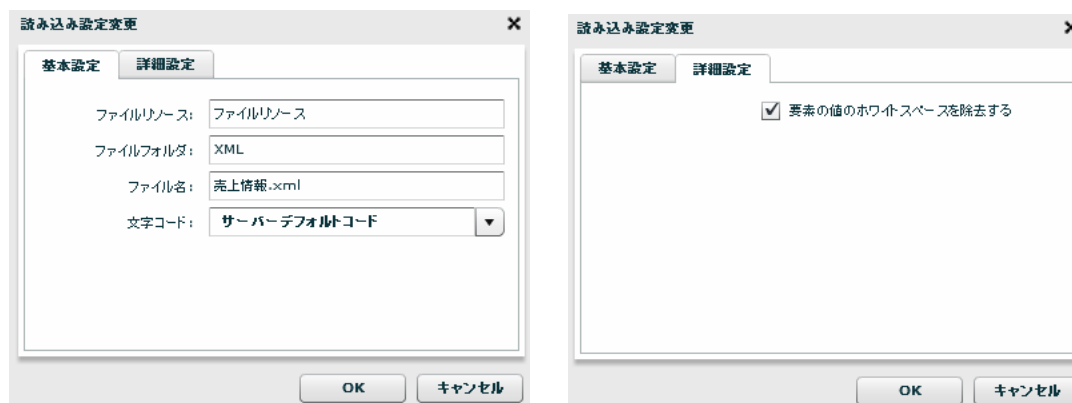 読み込み設定変更
基本設定 詳細設定
ファイルリソース: ファイルリソース
ファイルフォルダ: XML
ファイル名: 売上情報.xml
文字コード: サーバーデフォルトコード
OK キャンセル
読み込み設定変更
基本設定 詳細設定
要素の値のホワイトスペースを除去する
OK キャンセル